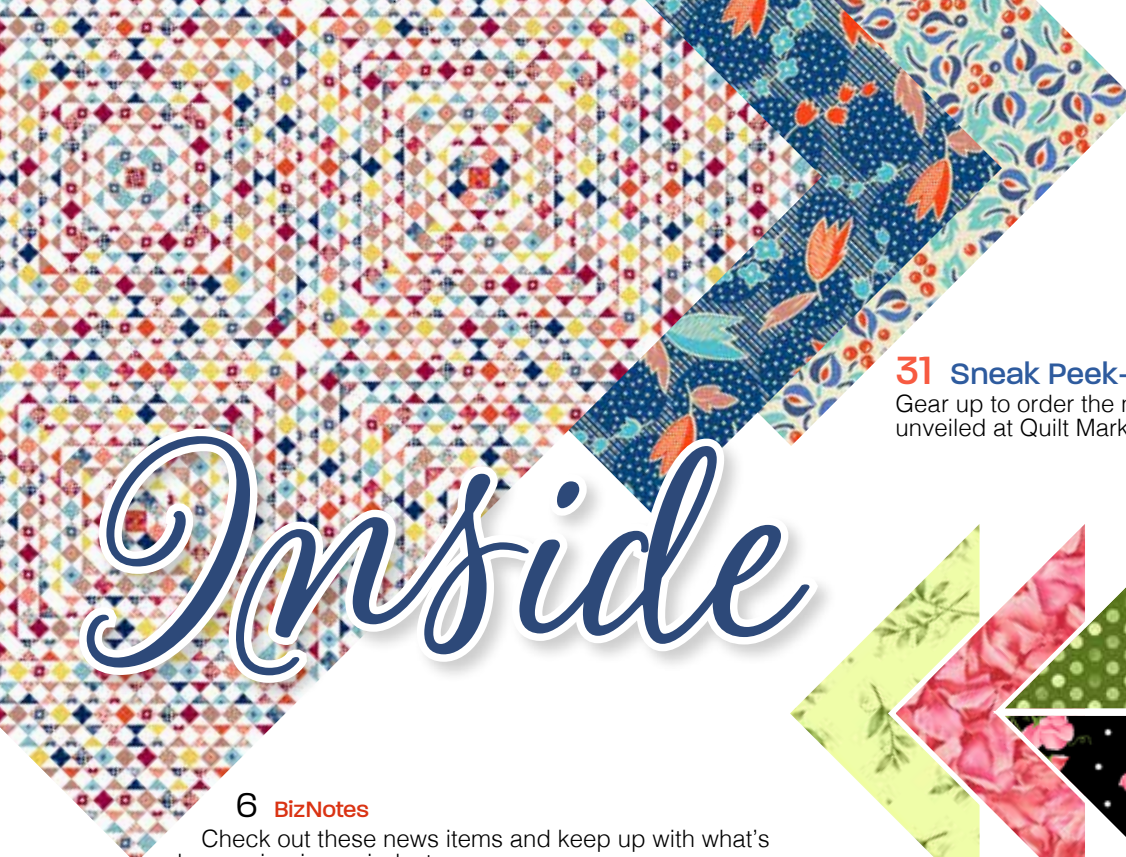 31 Sneak Peek-
Gear up to order the
unveiled at Quilt Mark
Inside
6 BizNotes
Check out these news items and keep up with what's